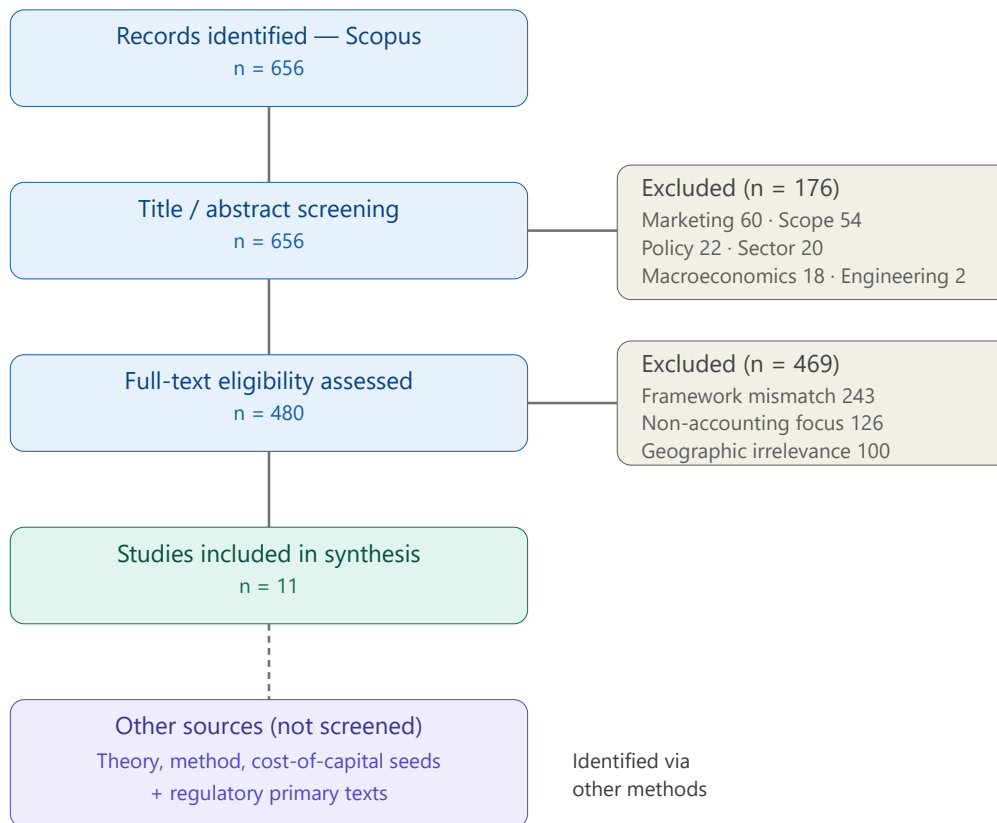 Records identified — Scopus
n = 656
Title / abstract screening
n = 656
Excluded (n = 176)
Marketing 60 · Scope 54
Policy 22 · Sector 20
Macroeconomics 18 · Engineering 2
Full-text eligibility assessed
n = 480
Excluded (n = 469)
Framework mismatch 243
Non-accounting focus 126
Geographic irrelevance 100
Studies included in synthesis
n = 11
Other sources (not screened)
Theory, method, cost-of-capital seeds
+ regulatory primary texts
Identified via
other methods